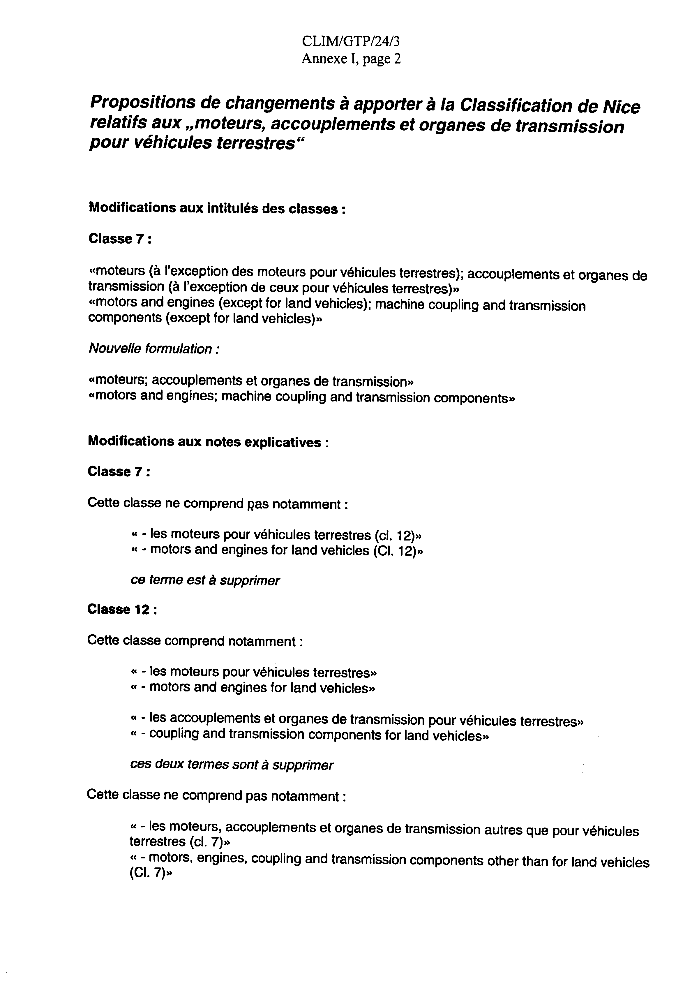 CLIM/GTP/24/3
Annexe I, page 2
Propositions de changements à apporter à la Classification de Nice
relatifs aux „moteurs, accouplements et organes de transmission
pour véhicules terrestres“
Modifications aux intitulés des classes :
Classe 7 :
«moteurs (à l'exception des moteurs pour véhicules terrestres); accouplements et organes de
transmission (à l'exception de ceux pour véhicules terrestres)»
«motors and engines (except for land vehicles); machine coupling and transmission
components (except for land vehicles)»
Nouvelle formulation :
«moteurs; accouplements et organes de transmission»
«motors and engines; machine coupling and transmission components»
Modifications aux notes explicatives :
Classe 7 :
Cette classe ne comprend pas notamment :
« - les moteurs pour véhicules terrestres (cl. 12)»
« - motors and engines for land vehicles (Cl. 12)»
ce terme est à supprimer
Classe 12 :
Cette classe comprend notamment :
« - les moteurs pour véhicules terrestres»
« - motors and engines for land vehicles»
« - les accouplements et organes de transmission pour véhicules terrestres»
« - coupling and transmission components for land vehicles»
ces deux termes sont à supprimer
Cette classe ne comprend pas notamment :
« - les moteurs, accouplements et organes de transmission autres que pour véhicules
terrestres (cl. 7)»
« - motors, engines, coupling and transmission components other than for land vehicles
(Cl. 7)»